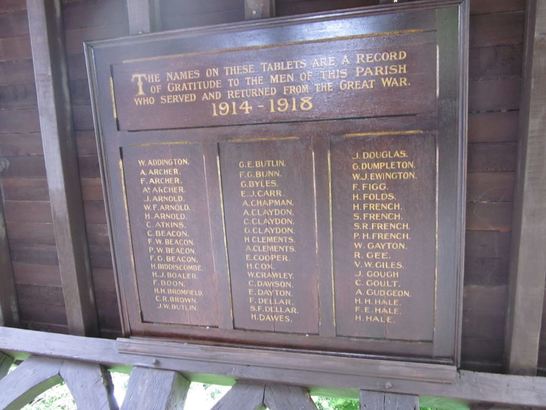 THE NAMES ON THESE TABLETS ARE A RECORD
OF GRATITUDE TO THE MEN OF THIS PARISH
WHO SERVED AND RETURNED FROM THE GREAT WAR.
1914 - 1918
W. ADDINGTON.
A. ARCHER.
F. ARCHER.
ARCHER.
J. ARNOLD.
W.F. ARNOLD.
H. ARNOLD.
C. ATKINS.
C. BEACON.
F.W. BEACON.
P.W. BEACON.
F.G. BEACON.
H. BIDDISCOMBE.
H.J. BOALER.
F. BOON.
H.H. BROMFIELD.
C.R. BROWN.
J.W. BUTLIN.
G.E. BUTLIN.
F.G. BUNN.
G. BYLES.
E.J. CARR.
A. CHAPMAN.
A. CLAYDON.
C. CLAYDON.
G. CLAYDON.
H. CLEMENTS.
A. CLEMENTS.
E. COOPER.
H. COX.
W. CRAWLEY.
C. DAWSON.
E. DAYTON.
F. DELLAR.
S.F. DELLAR.
H. DAWES.
J. DOUGLAS.
G. DUMPLETON.
W.J. EWINGTON.
F. FIGG.
H. FOLDS.
H. FRENCH.
S. FRENCH.
S.R. FRENCH.
P.H. FRENCH.
W. GAYTON.
R. GEE.
V.W. GILES.
J. GOUGH
C. GOULT.
A. GUDGEON.
H.H. HALE.
F.E. HALE.
H. HALE.